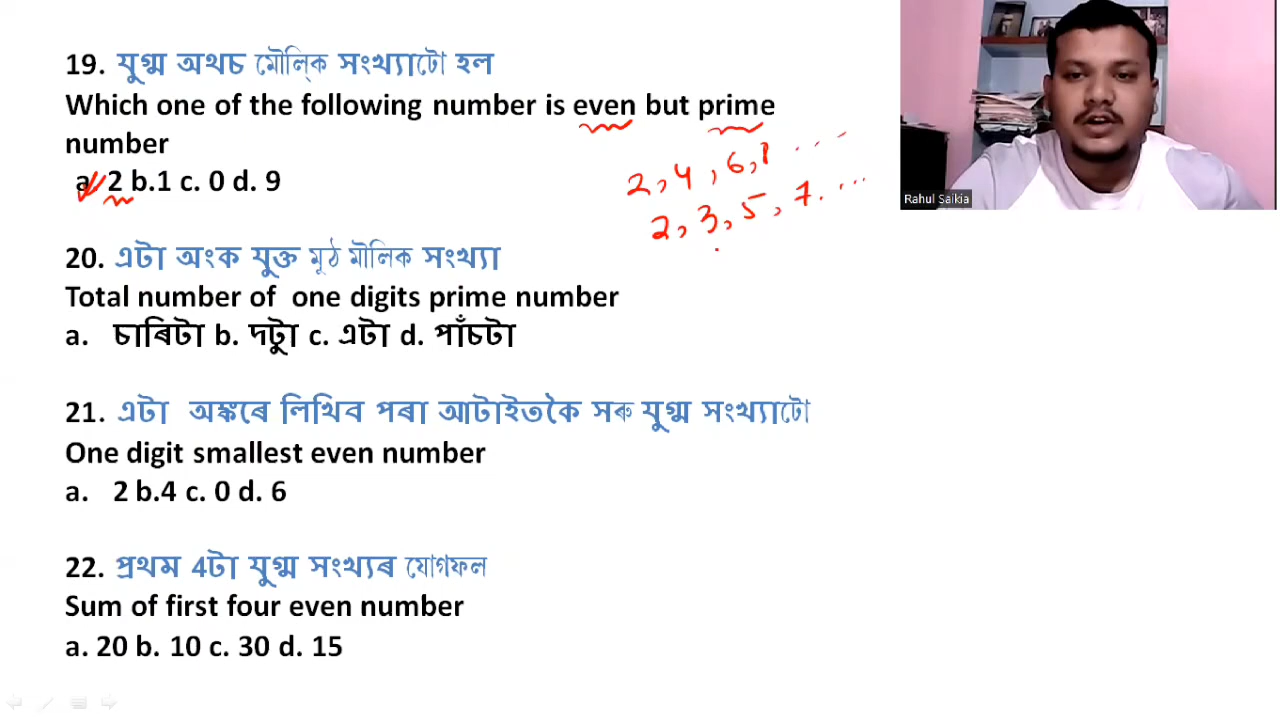 19. যুগ্ম অথচ মৌলিক সংখ্যাটো হল
Which one of the following number is even but prime
number
a. 2 b.1 c. 0 d. 9
2, 4, 6, 8 ...
2, 3, 5, 7. ...
Rahul Saikia
20. এটা অংক যুক্ত মুঠ মৌলিক সংখ্যা
Total number of one digits prime number
a. চাৰিটা b. দটুা c. এটা d. পাঁচটা
21. এটা অঙ্কৰে লিখিব পৰা আটাইতকৈ সৰু যুগ্ম সংখ্যাটো
One digit smallest even number
a. 2 b.4 c. 0 d. 6
22. প্ৰথম 4টা যুগ্ম সংখ্যৰ যোগফল
Sum of first four even number
a. 20 b. 10 c. 30 d. 15